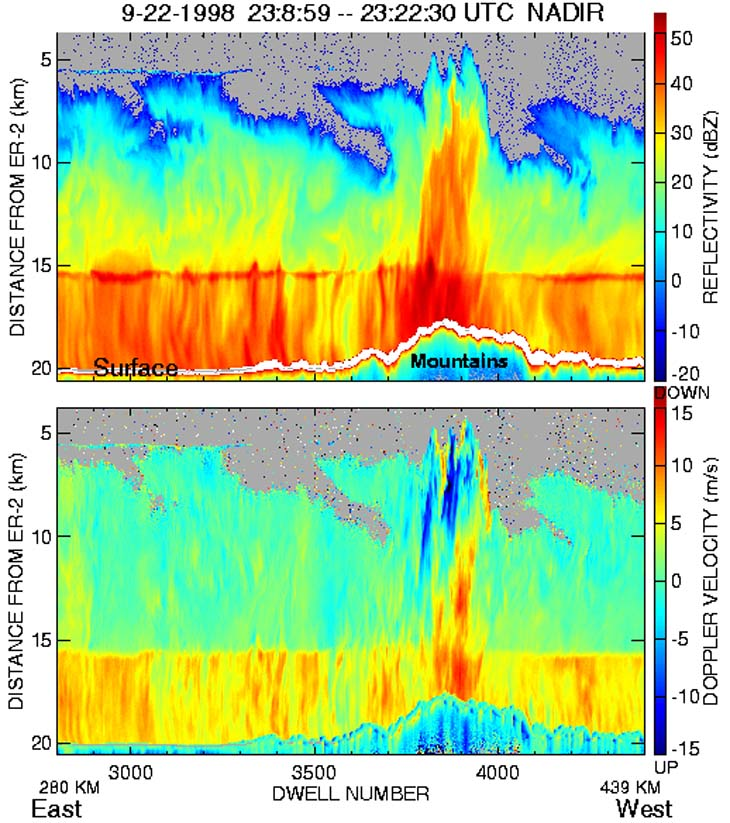 9-22-1998 23:8:59 -- 23:22:30 UTC NADIR
DISTANCE FROM ER-2 (km)
5
10
15
20
Surface
Mountains
50
40
30
20
10
0
-10
-20
REFLECTIVITY (dBZ)
DISTANCE FROM ER-2 (km)
5
10
15
20
DOWN
15
10
5
0
-5
-10
-15
UP
DOPPLER VELOCITY (m/s)
3000 3500 4000
280 KM DWELL NUMBER 439 KM
East West